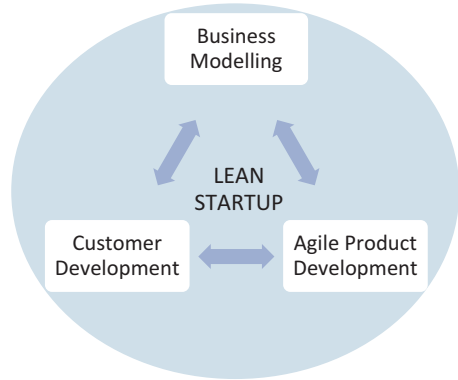 Business
Modelling
LEAN
STARTUP
Customer
Development
Agile Product
Development